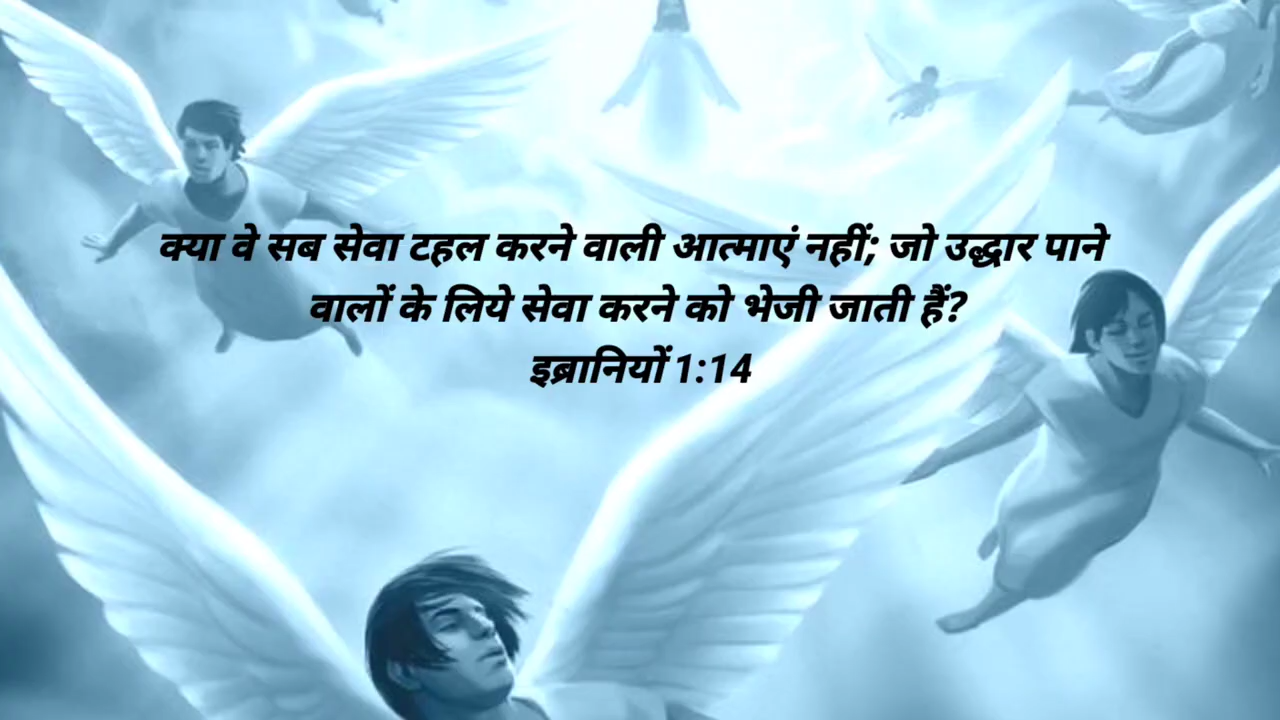 क्या वे सब सेवा टहल करने वाली आत्माएं नहीं; जो उद्धार पाने
वालों के लिये सेवा करने को भेजी जाती हैं?
इब्रानियों 1:14